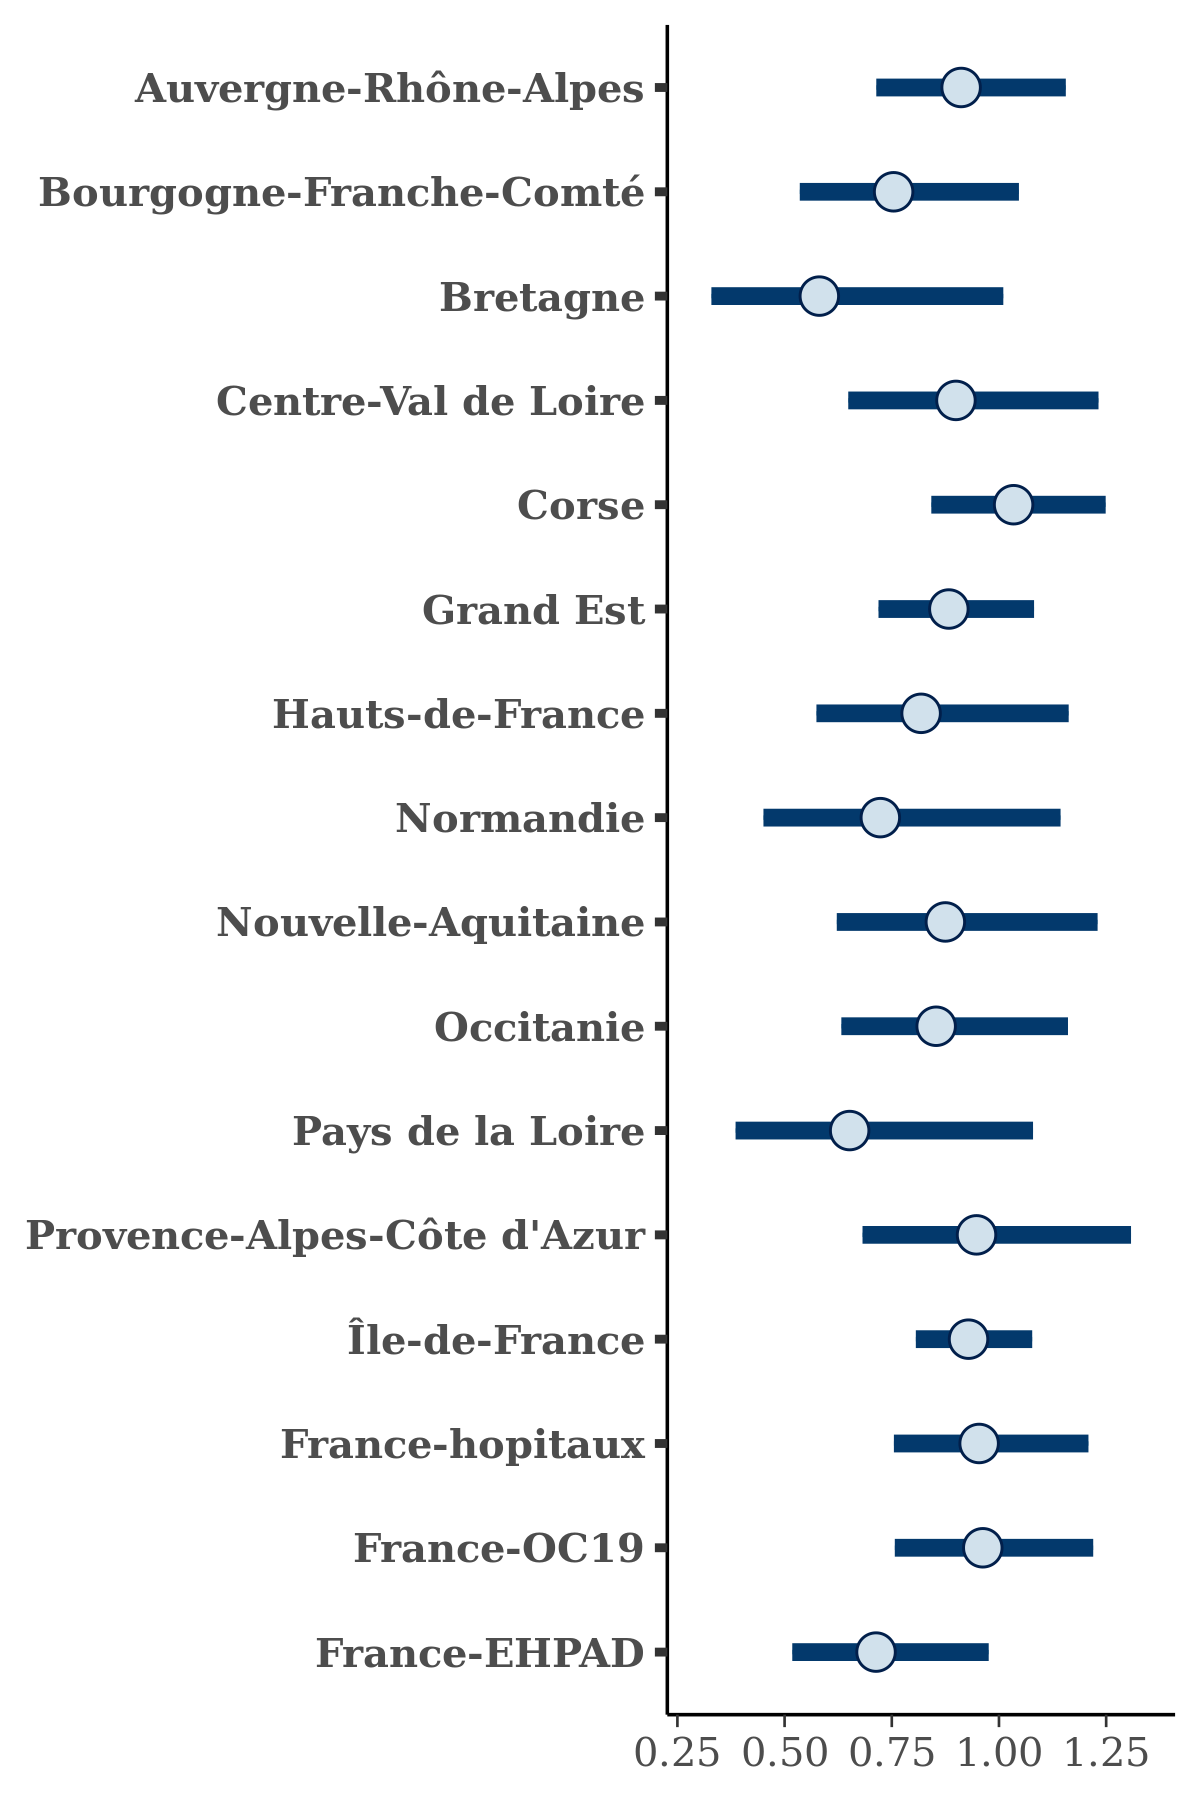 Auvergne-Rhône-Alpes
Bourgogne-Franche-Comté
Bretagne
Centre-Val de Loire
Corse
Grand Est
Hauts-de-France
Normandie
Nouvelle-Aquitaine
Occitanie
Pays de la Loire
Provence-Alpes-Côte d'Azur
Île-de-France
France-hopitaux
France-OC19
France-EHPAD
0.25 0.50 0.75 1.00 1.25